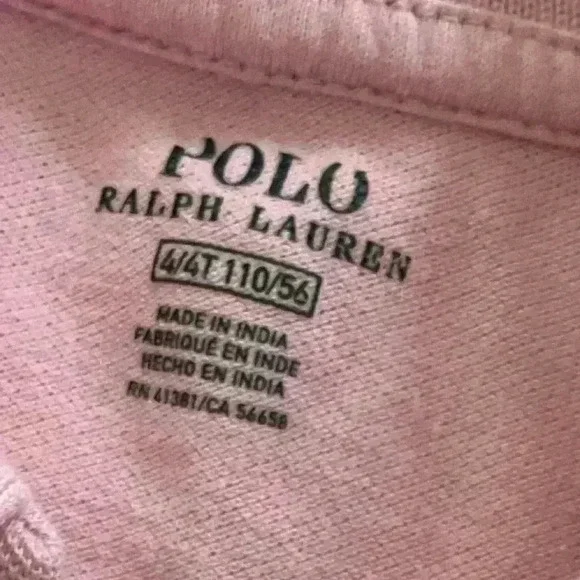 POLO
RALPH LAUREN
4/4T 110/56
MADE IN INDIA
FABRIQUÉ EN INDE
HECHO EN INDIA
RN 41381/CA 56658